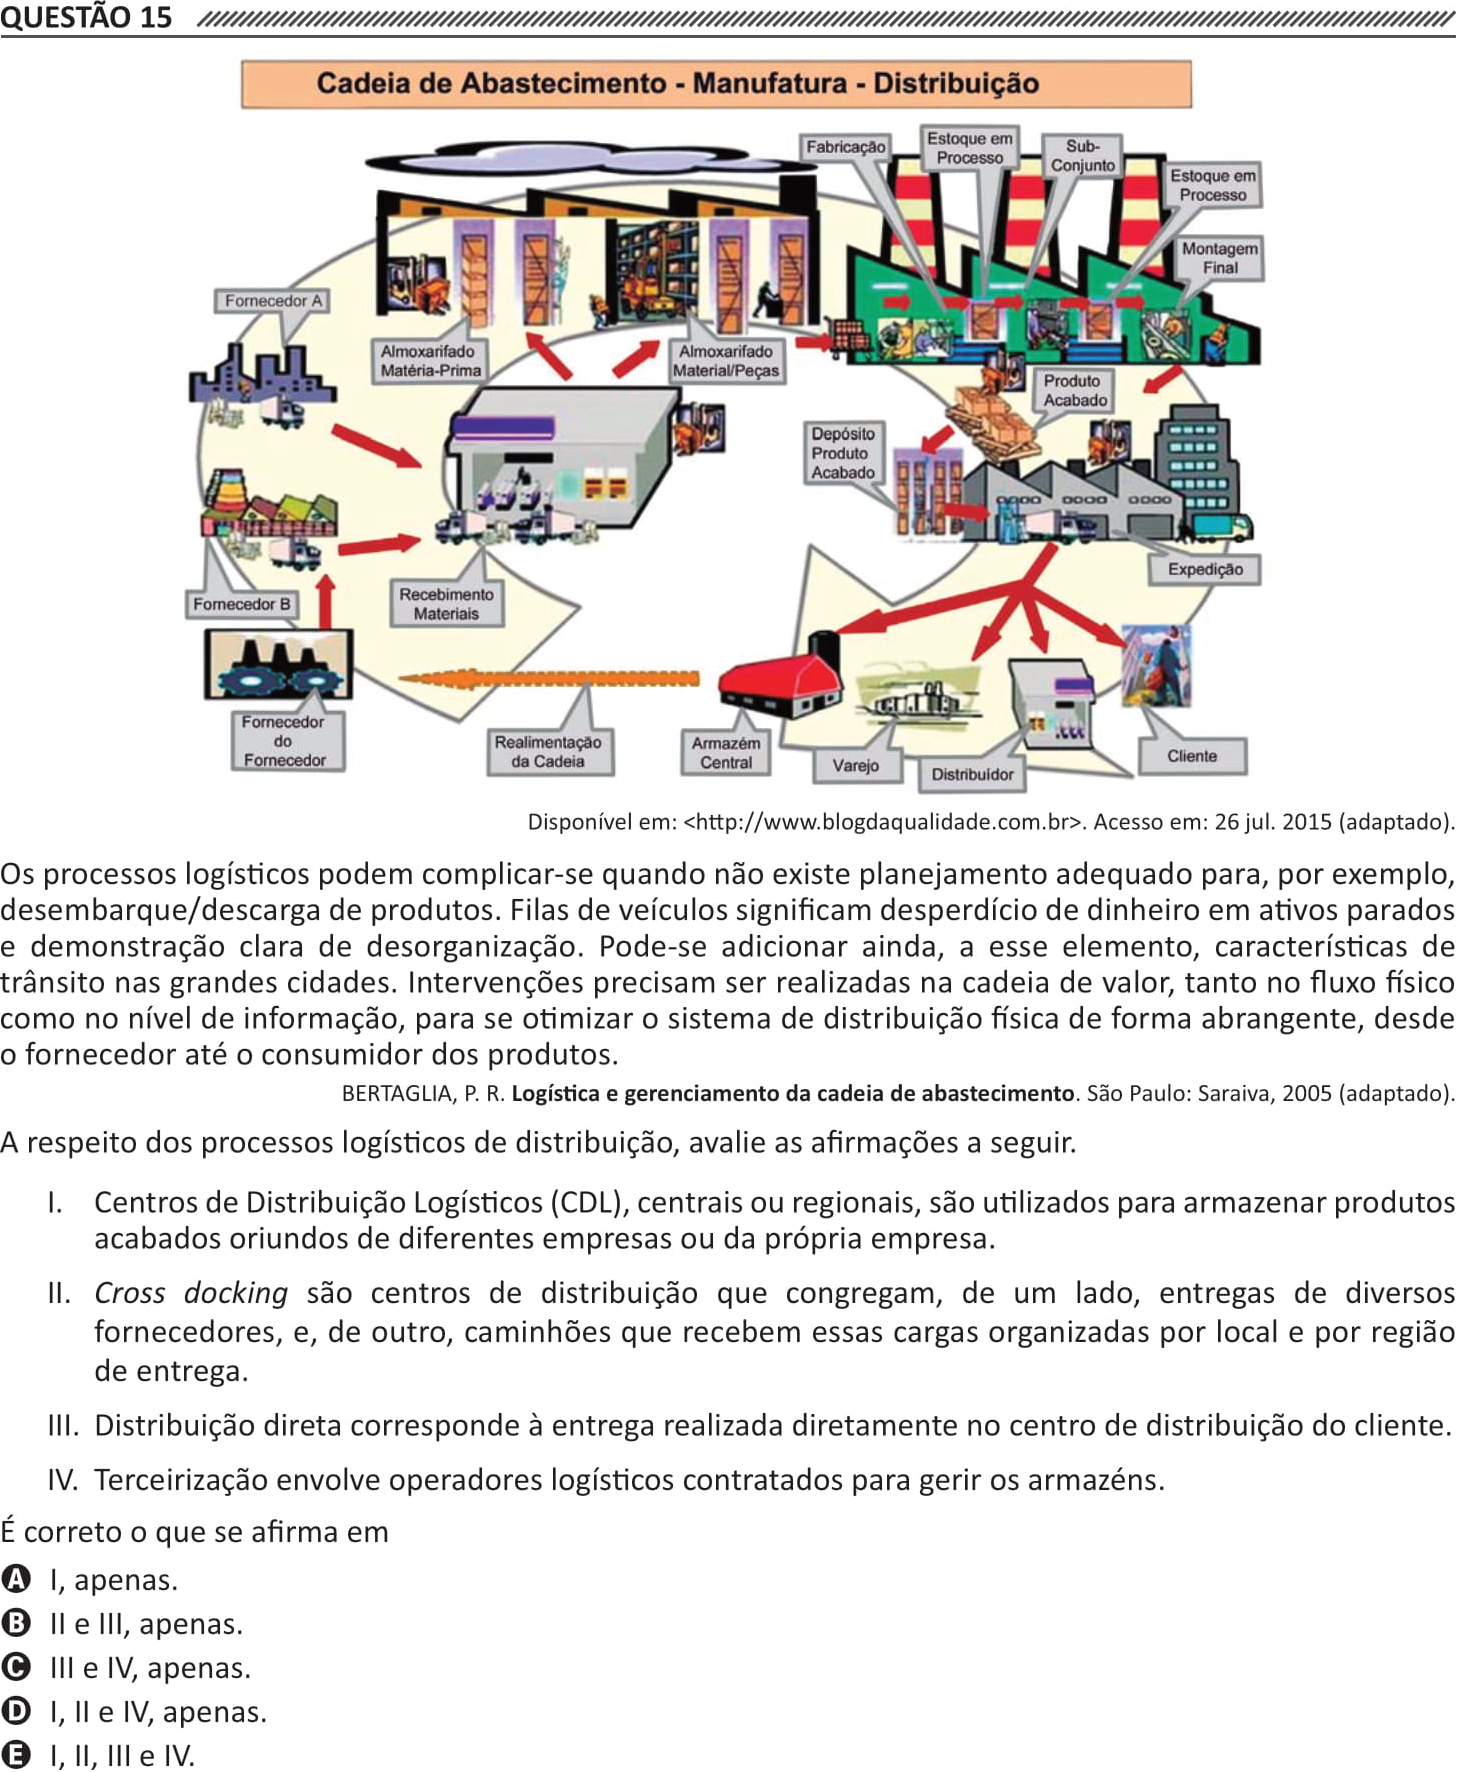 QUESTÃO 15
Cadeia de Abastecimento - Manufatura - Distribuição
Fabricação
Estoque em
Processo
Sub-
Conjunto
Estoque em
Processo
Montagem
Final
Fornecedor A
Almoxarifado
Matéria-Prima
Almoxarifado
Material/Peças
Produto
Acabado
Depósito
Produto
Acabado
Expedição
Fornecedor B
Recebimento
Materiais
Fornecedor
do
Fornecedor
Realimentação
da Cadeia
Armazém
Central
Varejo
Distribuídor
Cliente
Disponível em: <http://www.blogdaqualidade.com.br>. Acesso em: 26 jul. 2015 (adaptado).
Os processos logísticos podem complicar-se quando não existe planejamento adequado para, por exemplo,
desembarque/descarga de produtos. Filas de veículos significam desperdício de dinheiro em ativos parados
e demonstração clara de desorganização. Pode-se adicionar ainda, a esse elemento, características de
trânsito nas grandes cidades. Intervenções precisam ser realizadas na cadeia de valor, tanto no fluxo físico
como no nível de informação, para se otimizar o sistema de distribuição física de forma abrangente, desde
o fornecedor até o consumidor dos produtos.
BERTAGLIA, P. R. Logística e gerenciamento da cadeia de abastecimento. São Paulo: Saraiva, 2005 (adaptado).
A respeito dos processos logísticos de distribuição, avalie as afirmações a seguir.
I. Centros de Distribuição Logísticos (CDL), centrais ou regionais, são utilizados para armazenar produtos
acabados oriundos de diferentes empresas ou da própria empresa.
II. Cross docking são centros de distribuição que congregam, de um lado, entregas de diversos
fornecedores, e, de outro, caminhões que recebem essas cargas organizadas por local e por região
de entrega.
III. Distribuição direta corresponde à entrega realizada diretamente no centro de distribuição do cliente.
IV. Terceirização envolve operadores logísticos contratados para gerir os armazéns.
É correto o que se afirma em
A I, apenas.
B II e III, apenas.
C III e IV, apenas.
D I, II e IV, apenas.
E I, II, III e IV.